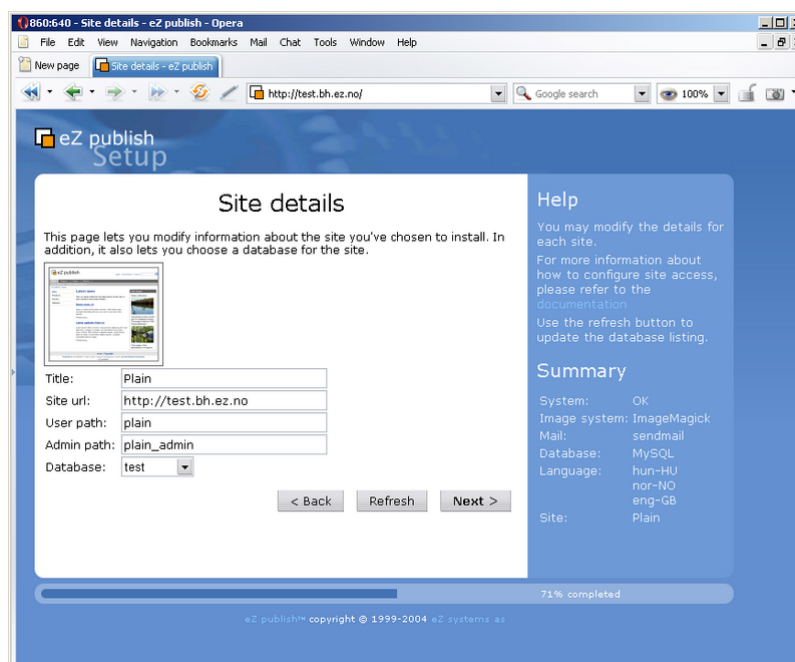 860:640 - Site details - eZ publish - Opera
File Edit View Navigation Bookmarks Mail Chat Tools Window Help
New page
Site details - eZ publish
http://test.bh.ez.no/
Google search
100%
eZ publish
Setup
Site details
This page lets you modify information about the site you've chosen to install. In
addition, it also lets you choose a database for the site.
eZ publish
Title: Plain
Site url: http://test.bh.ez.no
User path: plain
Admin path: plain_admin
Database: test
< Back
Refresh
Next >
Help
You may modify the details for
each site.
For more information about
how to configure site access,
please refer to the
documentation
Use the refresh button to
update the database listing.
Summary
System: OK
Image system: ImageMagick
Mail: sendmail
Database: MySQL
Language: hun-HU
nor-NO
eng-GB
Site: Plain
71% completed
eZ publish™ copyright © 1999-2004 eZ systems as